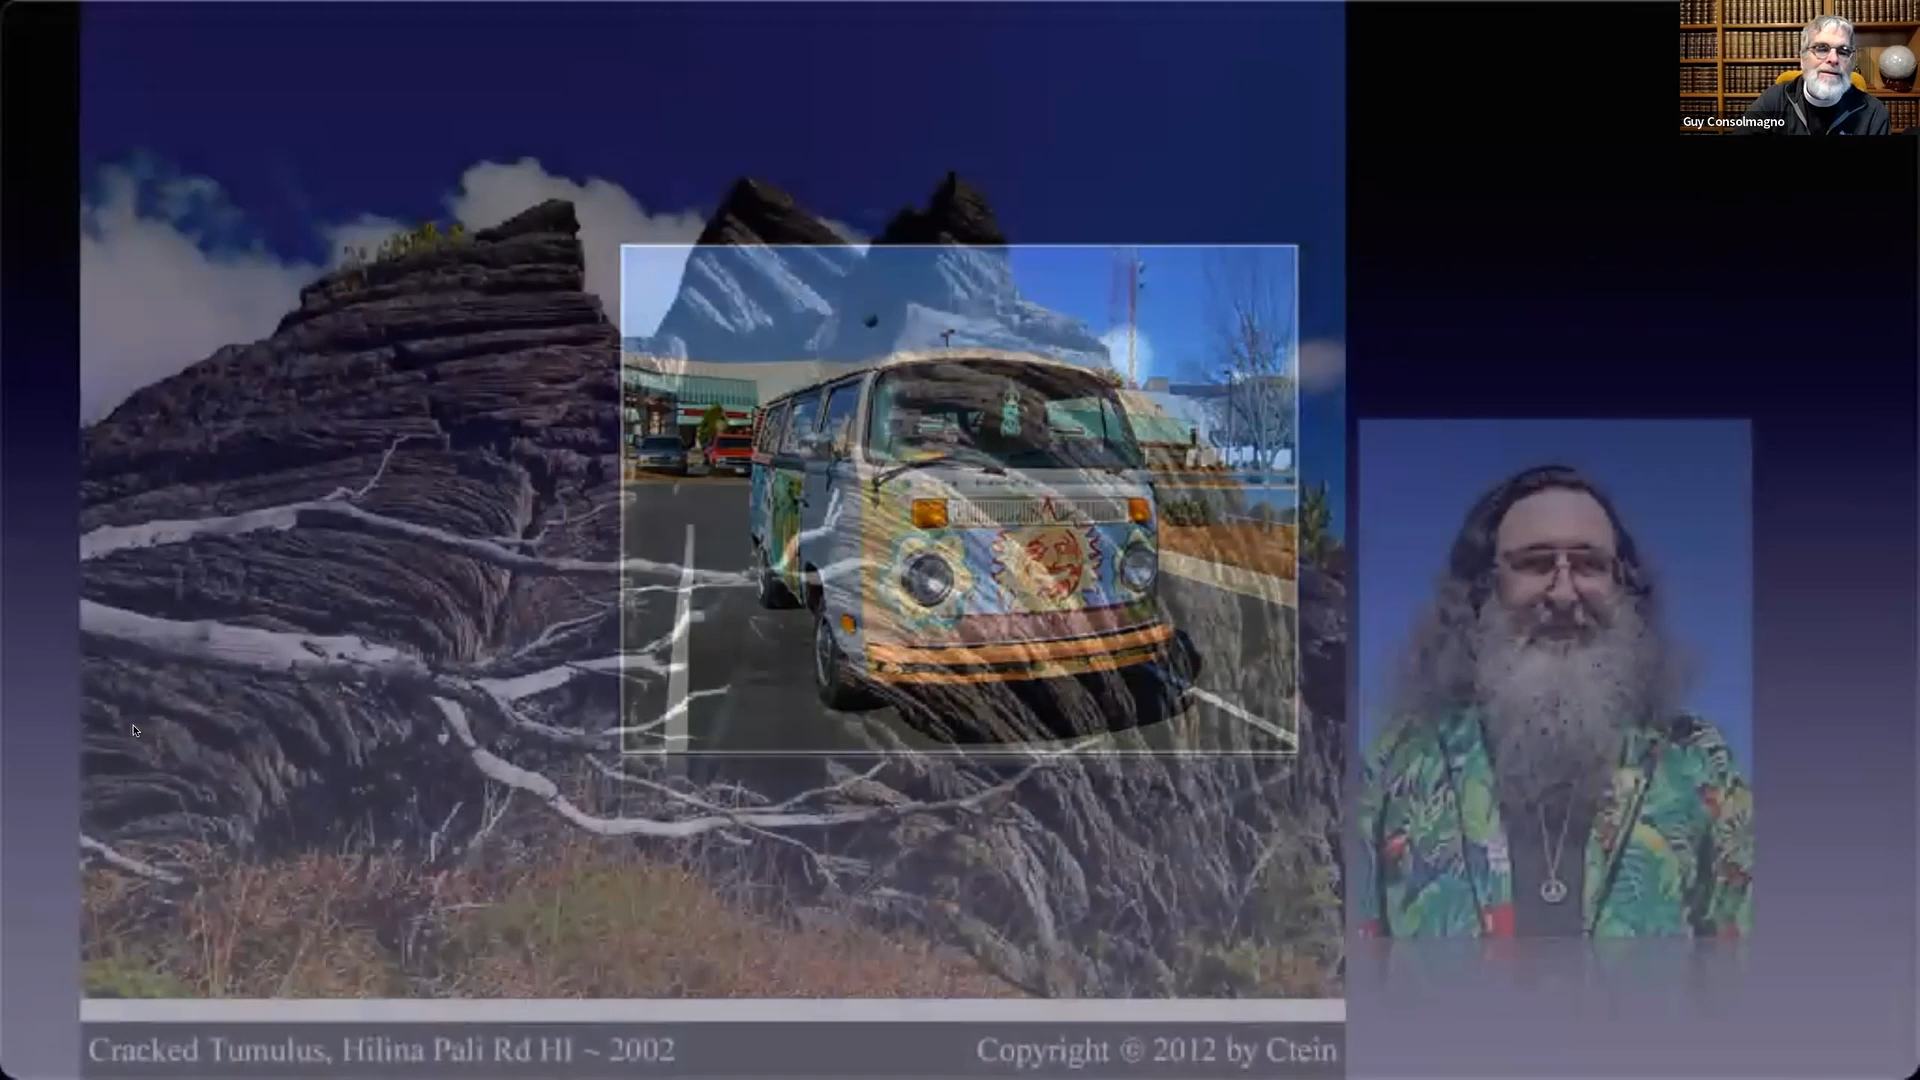 Guy Consolmagno
Cracked Tumulus, Hilina Pali Rd HI ~ 2002
Copyright © 2012 by Ctein